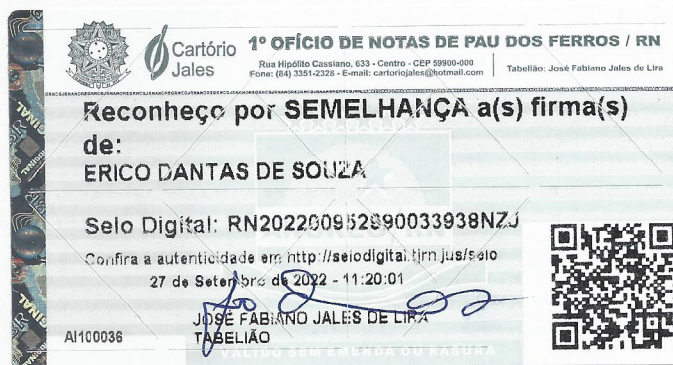 Cartório
Jales
1º OFÍCIO DE NOTAS DE PAU DOS FERROS / RN
Rua Hipólito Cassiano, 633 - Centro - CEP 59900-000
Fone: (84) 3351-2328 - E-mail: cartoriojales@hotmail.com
Tabelião: José Fabiano Jales de Lira
Reconheço por SEMELHANÇA a(s) firma(s)
de:
ERICO DANTAS DE SOUZA
Selo Digital: RN202200952990033938NZJ
Confira a autenticidade em http://selodigital.tjrn.jus/selo
27 de Setembro de 2022 - 11:20:01
JOSÉ FABIANO JALES DE LIRA
AI100036
TABELIÃO
VÁLIDO SEM EMENDA OU RASURA